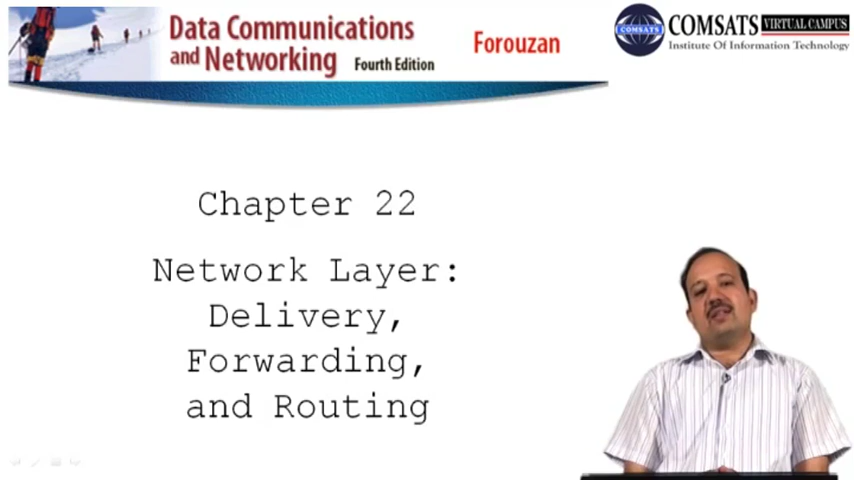 Data Communications
and Networking Fourth Edition
Forouzan
COMSATS
COMSATS VIRTUAL CAMPUS
Institute Of Information Technology
Chapter 22
Network Layer:
Delivery,
Forwarding,
and Routing